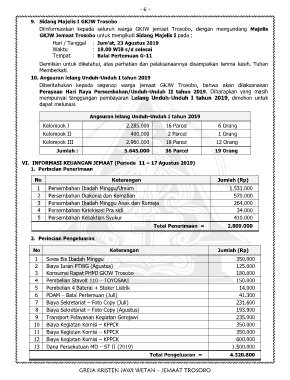 - 6 -
9. Sidang Majelis I GKJW Trosobo
Diinformasikan kepada seluruh warga GKJW Jemaat Trosobo, dengan mengundang Majelis
GKJW Jemaat Trosobo untuk mengikuti Sidang Majelis I pada :
Hari / Tanggal : Jum'at, 23 Agustus 2019
Waktu : 19.00 WIB s/d selesai
Tempat : Balai Pertemuan G-11
Demikian untuk diketahui, atas perhatian dan pelaksanaannya disampaikan terima kasih. Tuhan
Memberkati.
10. Angsuran lelang Unduh-Unduh I tahun 2019
Diberitahukan kepada segenap warga jemaat GKJW Trosobo, bahwa akan dilaksanakan
Perayaan Hari Raya Persembahan/Unduh-Unduh II tahun 2019. Diharapkan yang masih
mempunyai tanggungan pembayaran Lelang Unduh-Unduh I tahun 2019, dimohon untuk
dapat melunasi.
Angsuran lelang Unduh-Unduh I tahun 2019
Kelompok I 2.285.000 16 Parcel 6 Orang
Kelompok II 400.000 2 Parcel 1 Orang
Kelompok III 2.960.000 18 Parcel 12 Orang
Jumlah : 5.645.000 36 Parcel 19 Orang
VI. INFORMASI KEUANGAN JEMAAT (Periode 11 – 17 Agustus 2019)
1. Perincian Penerimaan
No Keterangan Jumlah (Rp)
1 Persembahan Ibadah Minggu/Umum 1.531.000
2 Persembahan Diakonia dan Kematian 570.000
3 Persembahan Ibadah Minggu Anak dan Remaja 264.000
4 Persembahan Katekisasi Pra sidi 34.000
5 Persembahan Kebaktian Syukur 410.000
Total Penerimaan = 2.809.000
2. Perincian Pengeluaran
No Keterangan Jumlah (Rp)
1 Sewa Bis Ibadah Minggu 350.000
2 Biaya Iuran PTWG (Agustus) 125.000
3 Konsumsi Rapat PHMJ GKJW Trosobo 180.000
4 Pembelian Stavolt 110 – TOYOSAKI 150.000
5 Pembelian 4 Baterai + Stoker Listrik 14.000
6 PDAM – Balai Pertemuan (Juli) 41.300
7 Biaya Sekretariat – Foto Copy (Juli) 231.600
8 Biaya Sekretariat – Foto Copy (Agustus) 193.900
9 Transport Pelayanan Kegiatan Gerejawi 235.000
10 Biaya Kegiatan Komisi – KPPCK 350.000
11 Biaya Kegiatan Komisi – KPPCK 350.000
12 Biaya Kegiatan Komisi – KPPCK 600.000
13 Dana Persekutuan MD – ST II (2019) 1.500.000
Total Pengeluaran = 4.320.800
GREJA KRISTEN JAWI WETAN – JEMAAT TROSOBO